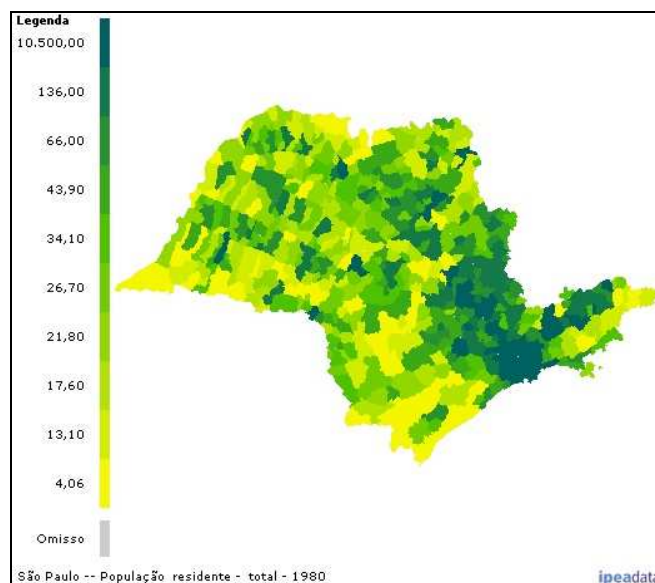 Legenda
10.500,00
136,00
66,00
43,90
34,10
26,70
21,80
17,60
13,10
4,06
Omisso
São Paulo -- População residente - total - 1980
ipeadata